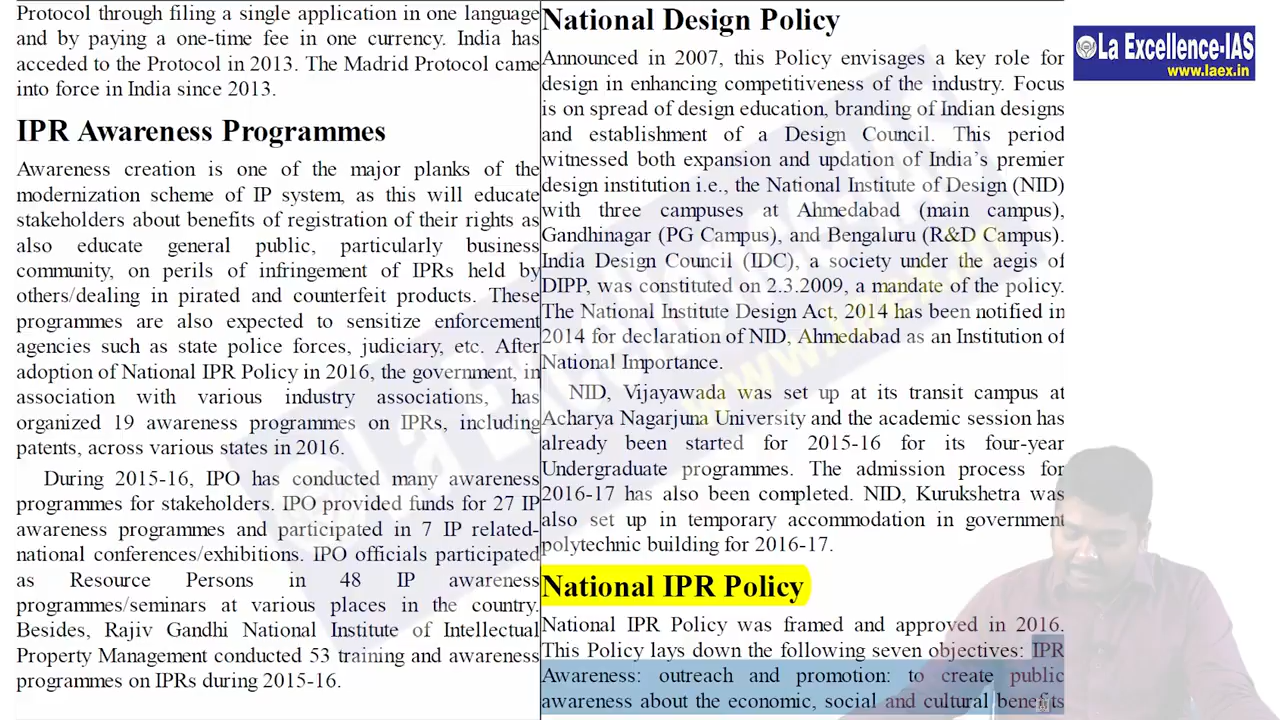 Protocol through filing a single application in one language
and by paying a one-time fee in one currency. India has
acceded to the Protocol in 2013. The Madrid Protocol came
into force in India since 2013.
IPR Awareness Programmes
Awareness creation is one of the major planks of the
modernization scheme of IP system, as this will educate
stakeholders about benefits of registration of their rights as
also educate general public, particularly business
community, on perils of infringement of IPRs held by
others/dealing in pirated and counterfeit products. These
programmes are also expected to sensitize enforcement
agencies such as state police forces, judiciary, etc. After
adoption of National IPR Policy in 2016, the government, in
association with various industry associations, has
organized 19 awareness programmes on IPRs, including
patents, across various states in 2016.
During 2015-16, IPO has conducted many awareness
programmes for stakeholders. IPO provided funds for 27 IP
awareness programmes and participated in 7 IP related-
national conferences/exhibitions. IPO officials participated
as Resource Persons in 48 IP awareness
programmes/seminars at various places in the country.
Besides, Rajiv Gandhi National Institute of Intellectual
Property Management conducted 53 training and awareness
programmes on IPRs during 2015-16.
National Design Policy
Announced in 2007, this Policy envisages a key role for
design in enhancing competitiveness of the industry. Focus
is on spread of design education, branding of Indian designs
and establishment of a Design Council. This period
witnessed both expansion and updation of India's premier
design institution i.e., the National Institute of Design (NID)
with three campuses at Ahmedabad (main campus),
Gandhinagar (PG Campus), and Bengaluru (R&D Campus).
India Design Council (IDC), a society under the aegis of
DIPP, was constituted on 2.3.2009, a mandate of the policy.
The National Institute Design Act, 2014 has been notified in
2014 for declaration of NID, Ahmedabad as an Institution of
National Importance.
NID, Vijayawada was set up at its transit campus at
Acharya Nagarjuna University and the academic session has
already been started for 2015-16 for its four-year
Undergraduate programmes. The admission process for
2016-17 has also been completed. NID, Kurukshetra was
also set up in temporary accommodation in government
polytechnic building for 2016-17.
National IPR Policy
National IPR Policy was framed and approved in 2016.
This Policy lays down the following seven objectives: IPR
Awareness: outreach and promotion: to create public
awareness about the economic, social and cultural benefits
La Excellence-IAS
www.laex.in
La Excellence-IAS
www.laex.in